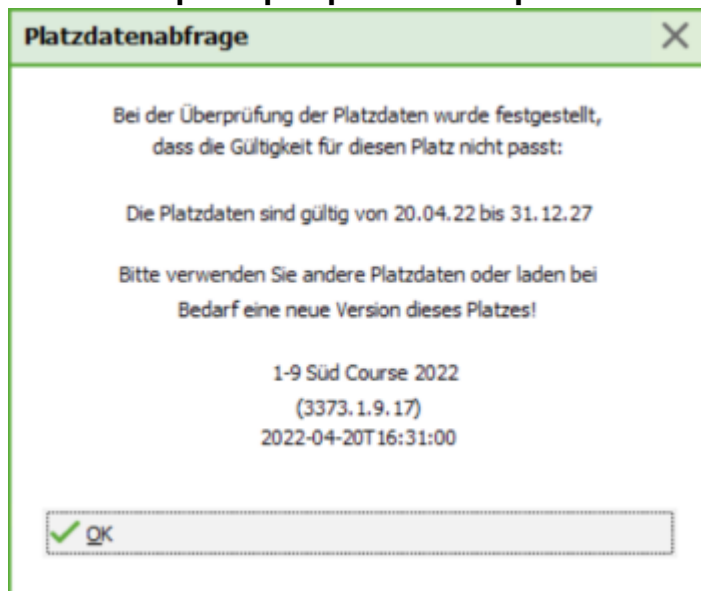 Platzdatenabfrage
Bei der Überprüfung der Platzdaten wurde festgestellt,
dass die Gültigkeit für diesen Platz nicht passt:
Die Platzdaten sind gültig von 20.04.22 bis 31.12.27
Bitte verwenden Sie andere Platzdaten oder laden bei
Bedarf eine neue Version dieses Platzes!
1-9 Süd Course 2022
(3373.1.9.17)
2022-04-20T16:31:00
OK